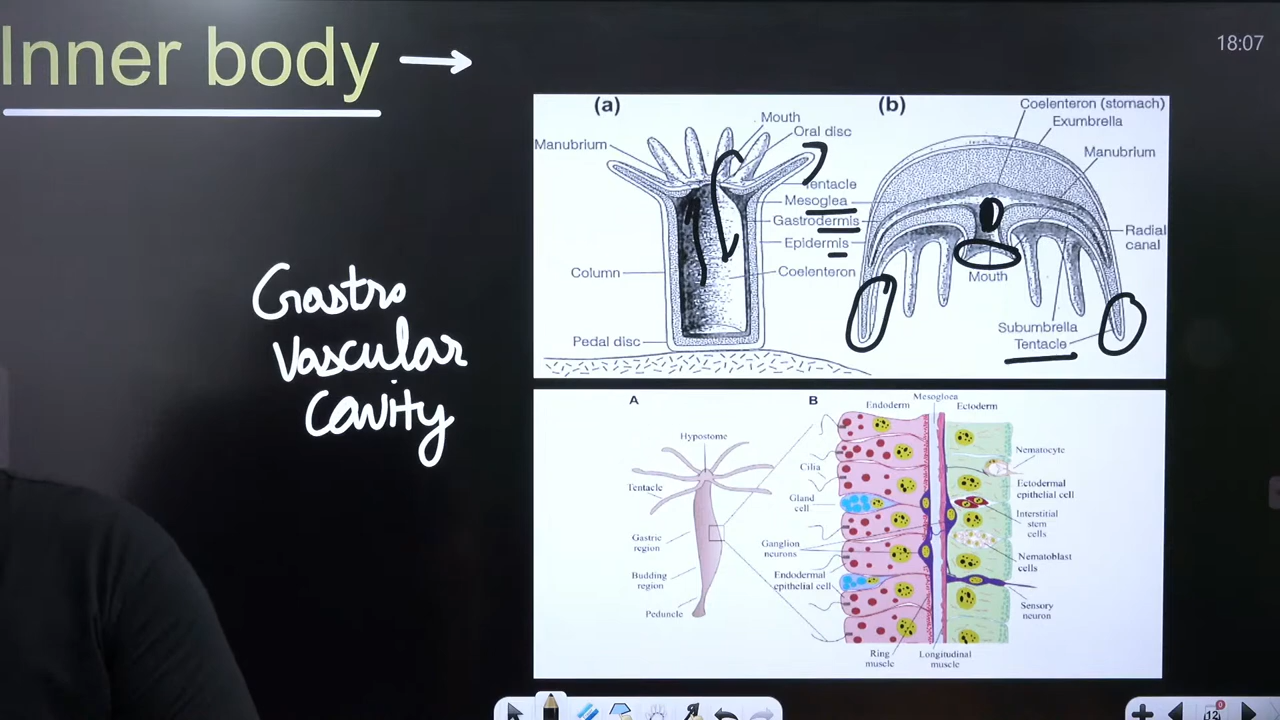 Inner body
18:07
(a)
(b)
Coelenteron (stomach)
Mouth
Exumbrella
Oral disc
Manubrium
Manubrium
Tentacle
Mesoglea
Gastrodermis
Epidermis
Radial
canal
Column
Coelenteron
Mouth
Pedal disc
Subumbrella
Tentacle
Gastro
Vascular
Cavity
A
B
Endoderm
Mesogloea
Ectoderm
Hypostome
Tentacle
Gastric
region
Budding
region
Peduncle
Cilia
Gland
cell
Ganglion
neurons
Endodermal
epithelial cell
Ring
muscle
Longitudinal
muscle
Nematocyte
Ectodermal
epithelial cell
Interstitial
stem
cells
Nematoblast
cells
Sensory
neuron
12